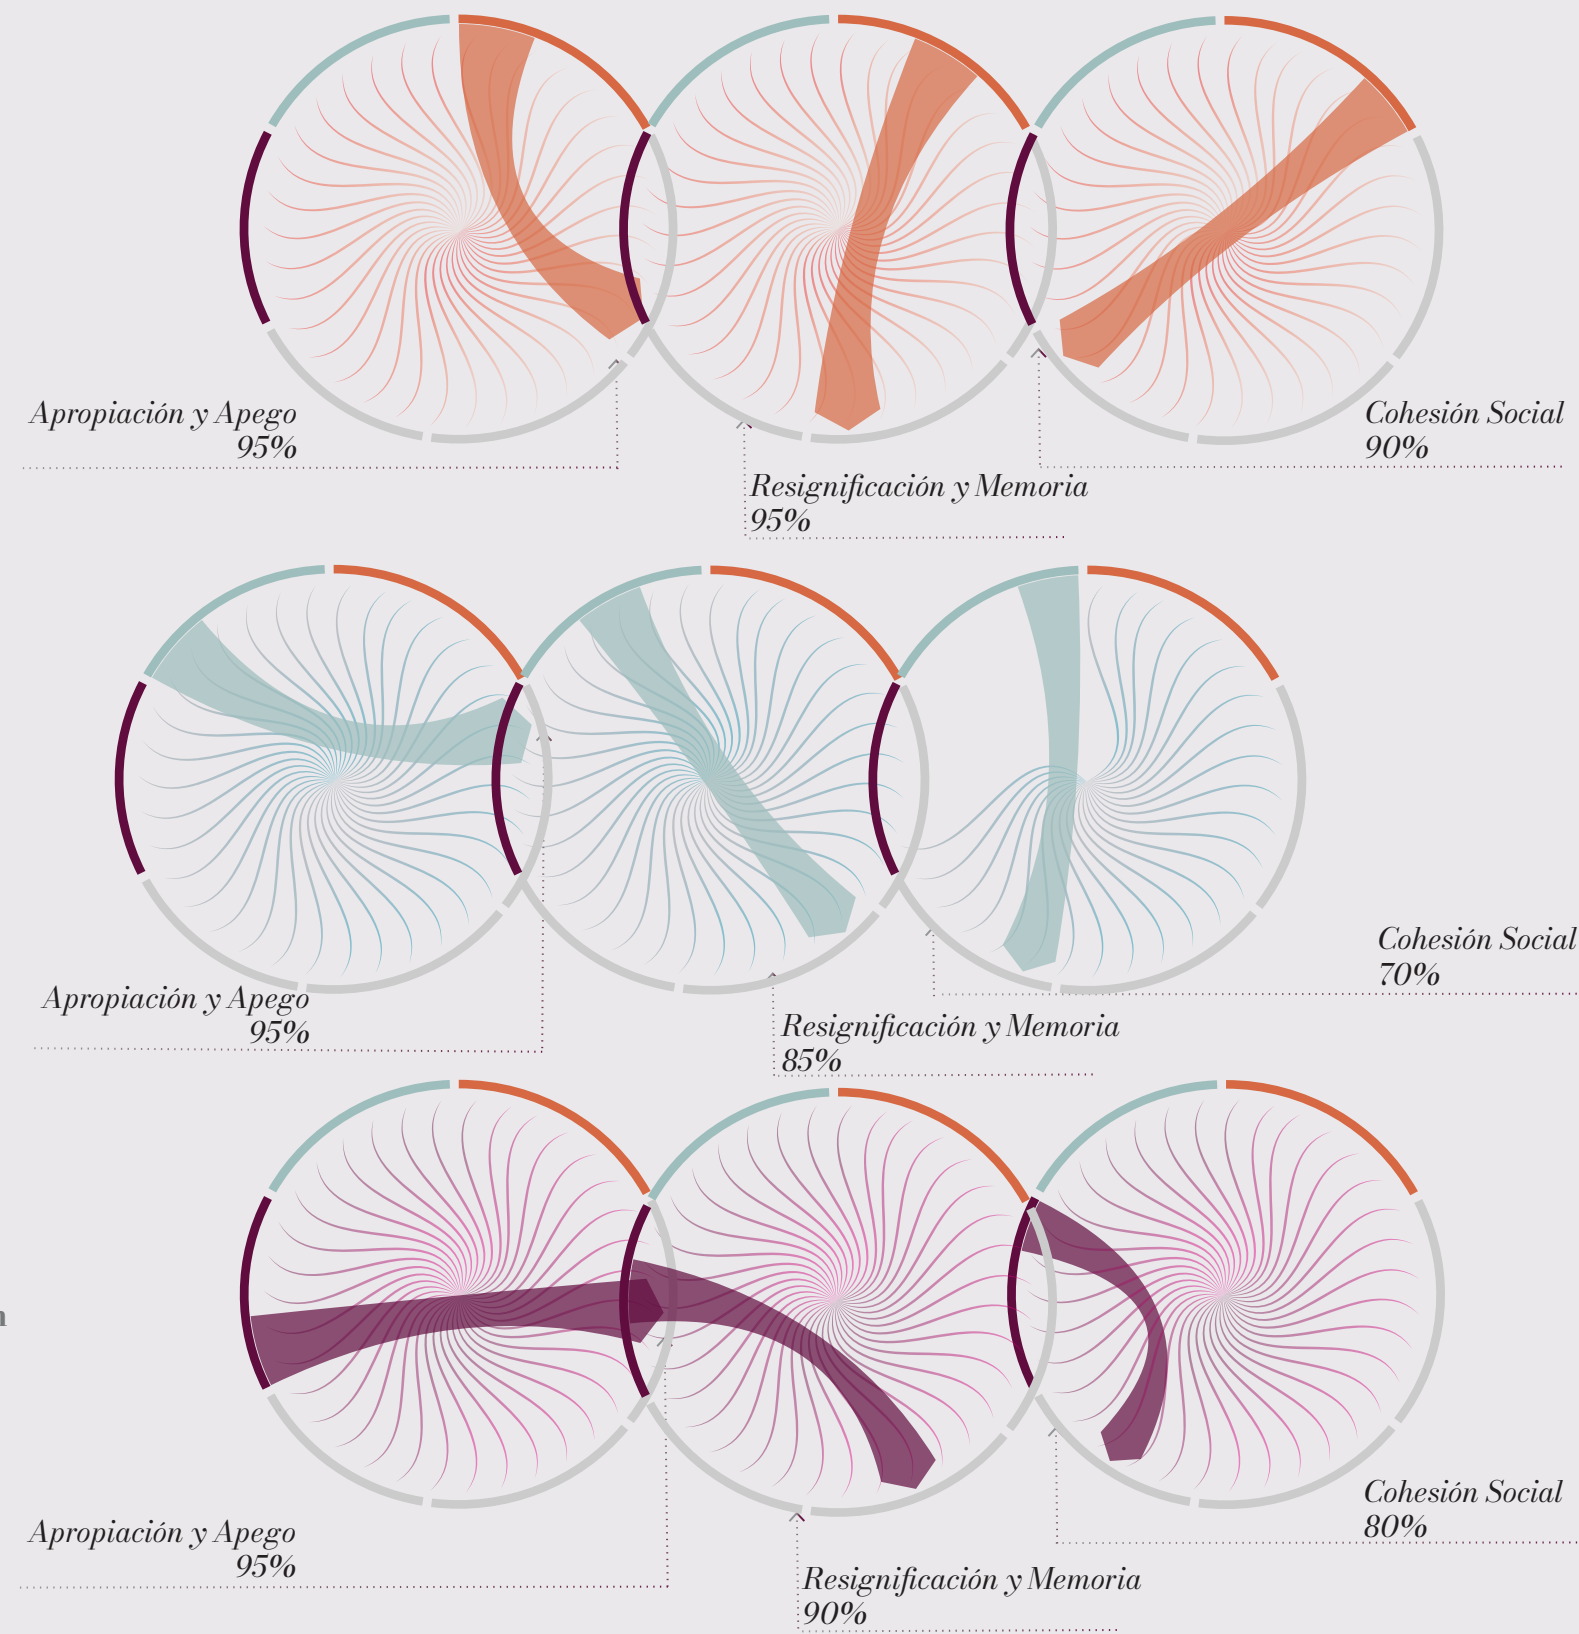 Apropiación y Apego
95%
Cohesión Social
90%
Resignificación y Memoria
95%
Cohesión Social
70%
Apropiación y Apego
95%
Resignificación y Memoria
85%
Cohesión Social
80%
Apropiación y Apego
95%
Resignificación y Memoria
90%